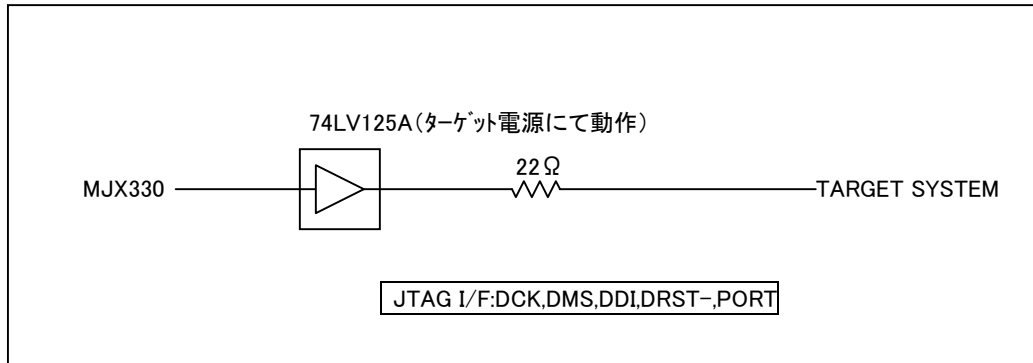 74LV125A(ﾀｰｹﾞｯﾄ電源にて動作)
22Ω
MJX330
TARGET SYSTEM
JTAG I/F:DCK,DMS,DDI,DRST-,PORT